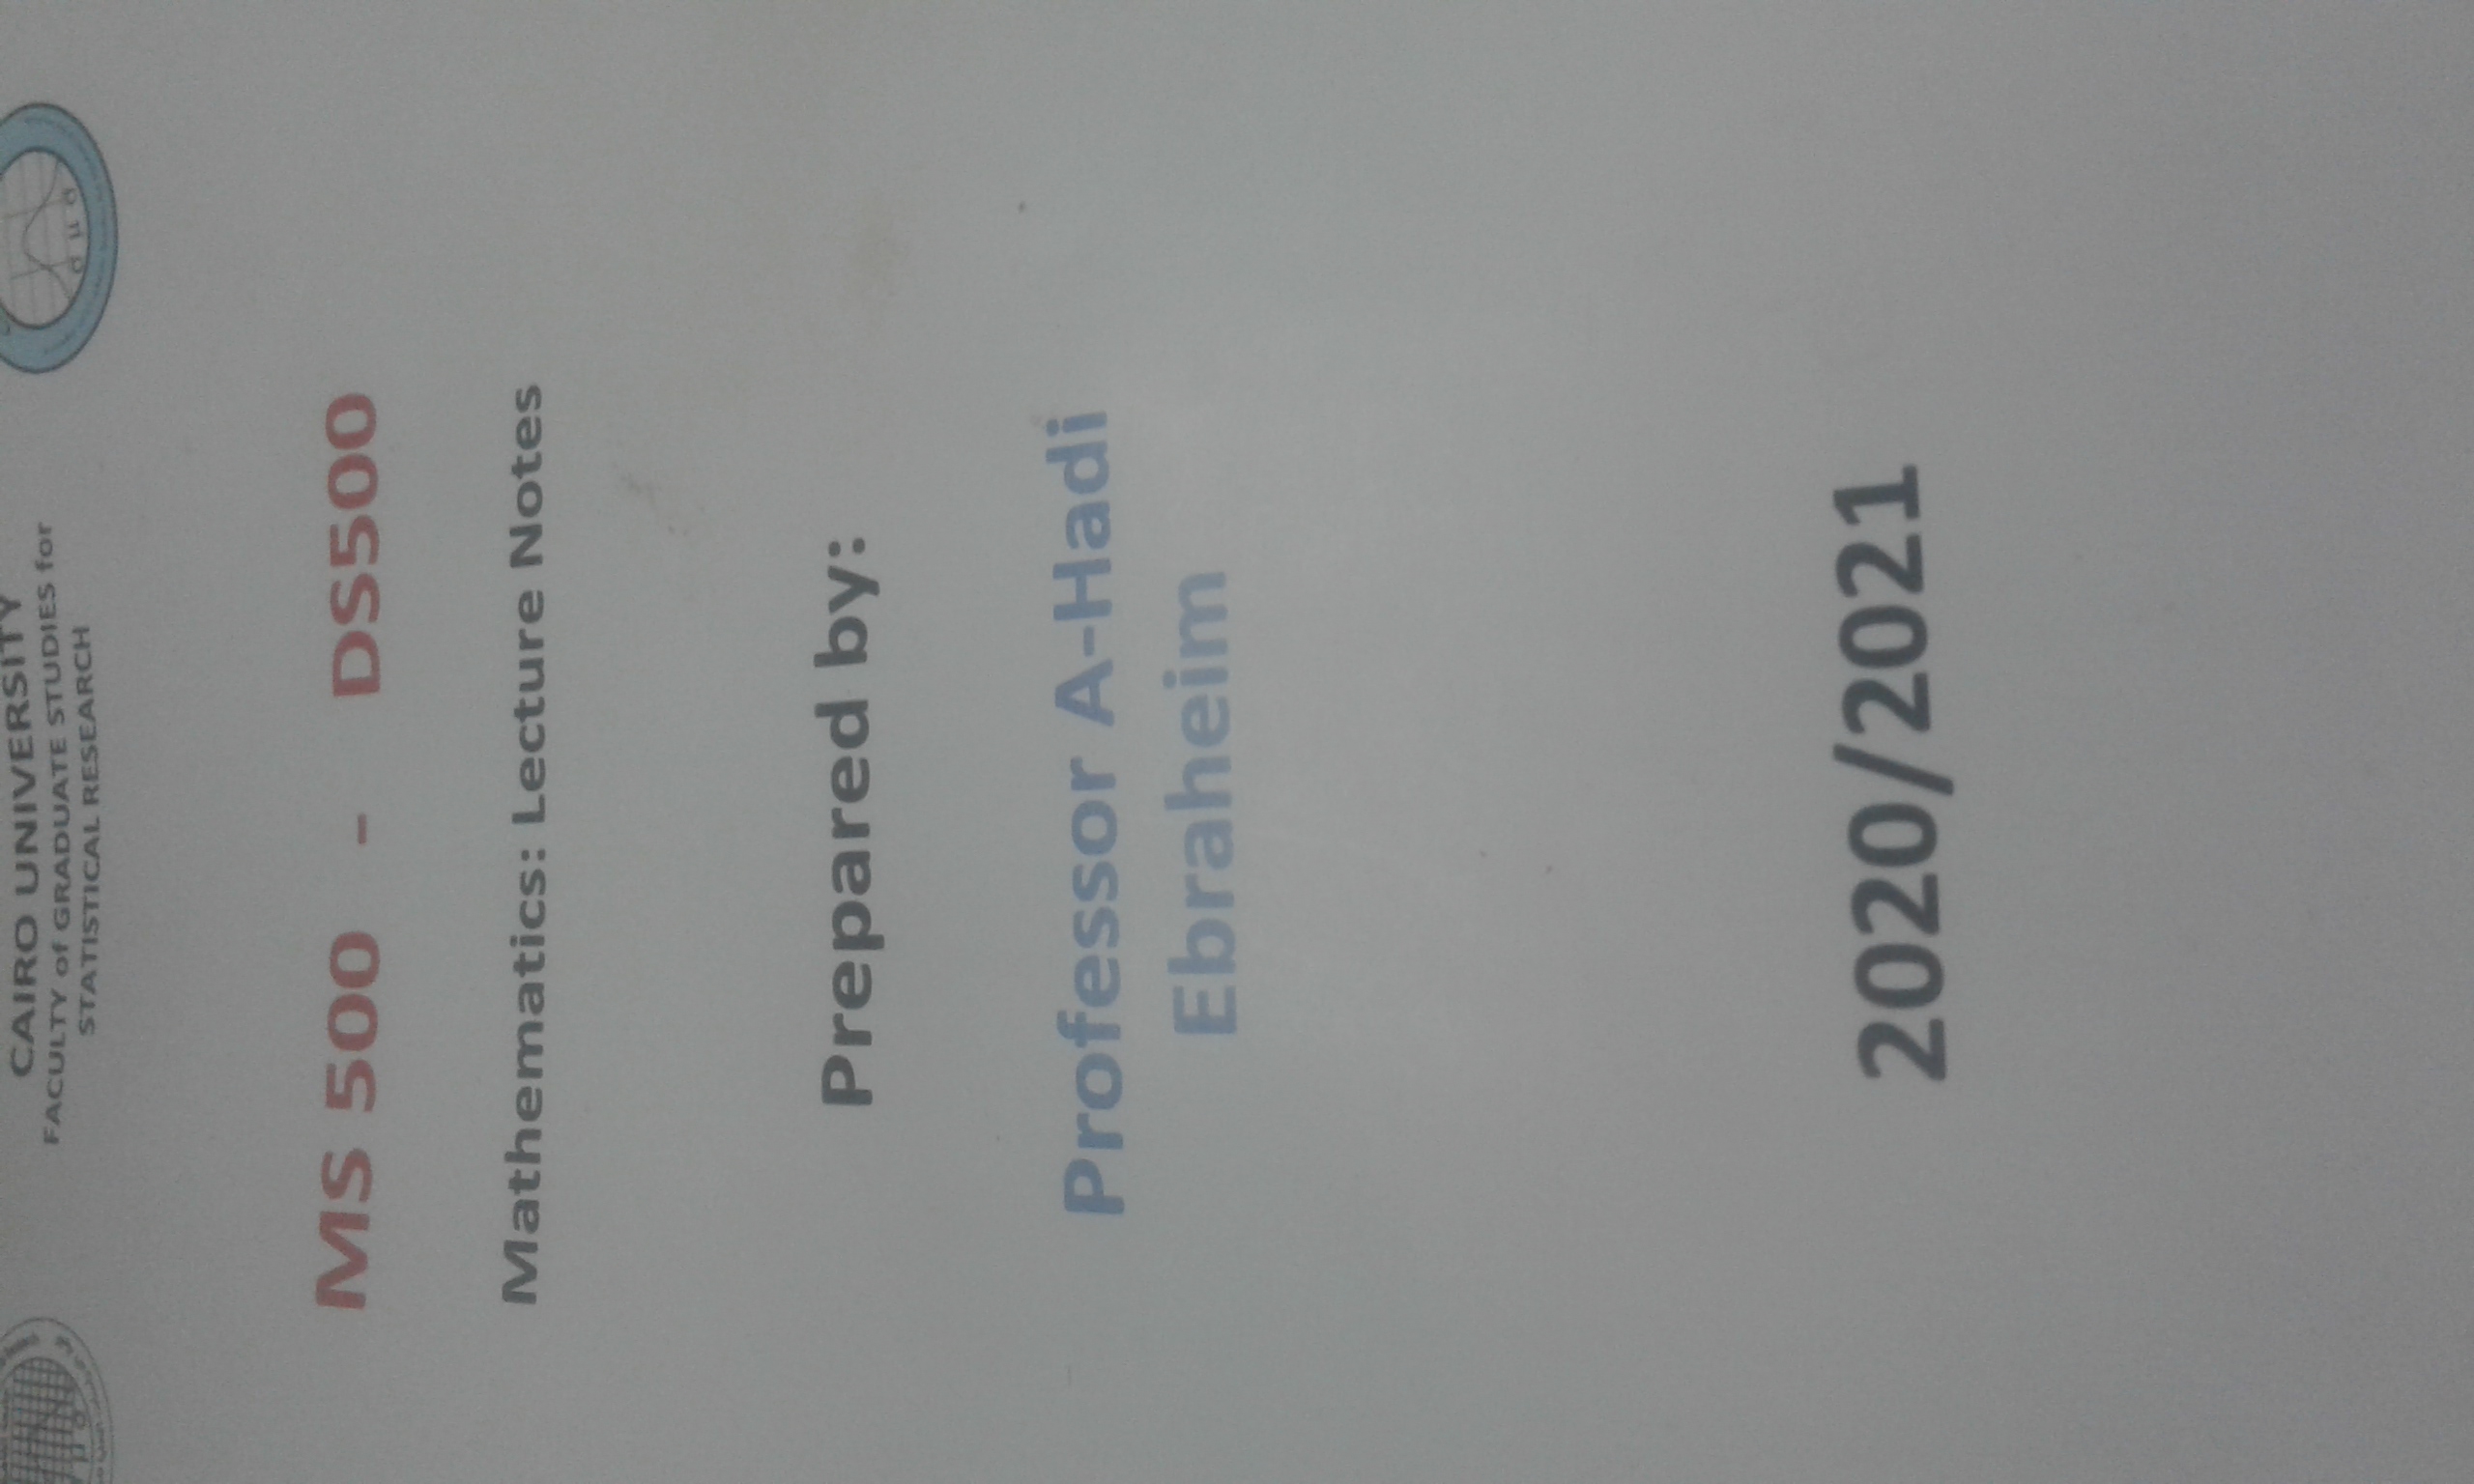 CAIRO UNIVERSITY
FACULTY of GRADUATE STUDIES for
STATISTICAL RESEARCH
σ μ σ
MS 500 - DS500
Mathematics: Lecture Notes
Prepared by:
Professor A-Hadi
Ebraheim
2020/2021